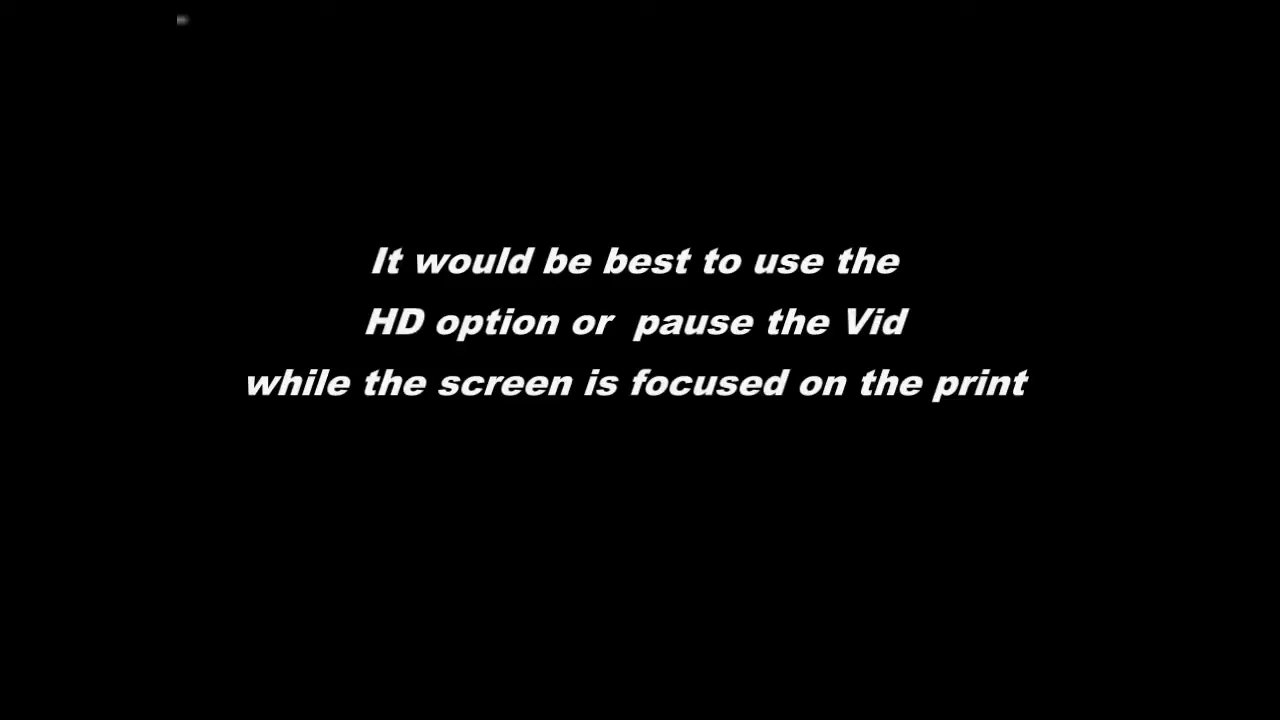 It would be best to use the
HD option or  pause the Vid
while the screen is focused on the print